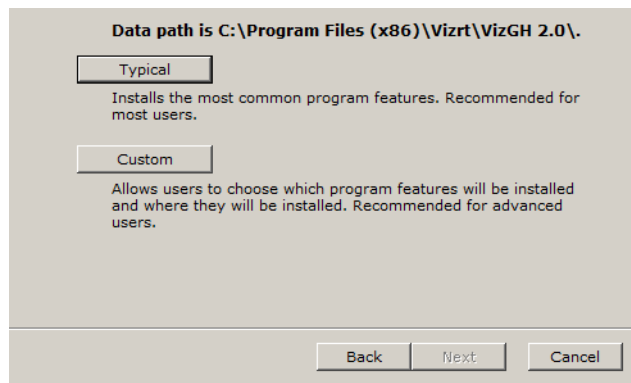 Data path is C:\Program Files (x86)\Vizrt\VizGH 2.0\.
Typical
Installs the most common program features. Recommended for
most users.
Custom
Allows users to choose which program features will be installed
and where they will be installed. Recommended for advanced
users.
Back
Next
Cancel